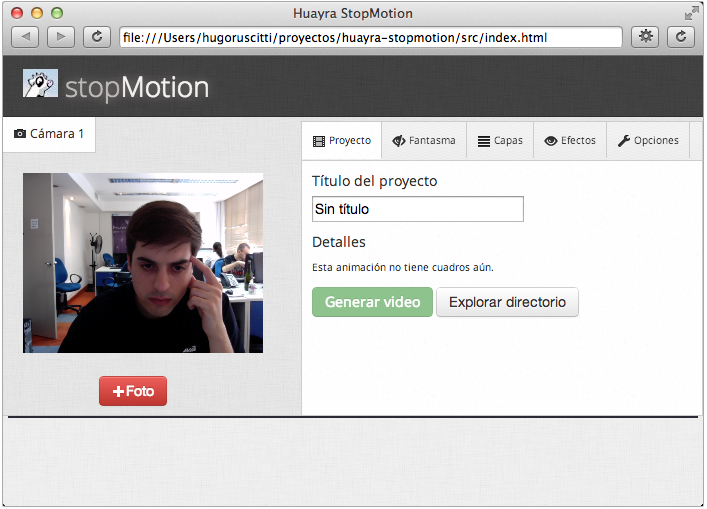 Huayra StopMotion
file:///Users/hugoruscitti/proyectos/huayra-stopmotion/src/index.html
stopMotion
Cámara 1
Proyecto
Fantasma
Capas
Efectos
Opciones
Título del proyecto
Sin título
Detalles
Esta animación no tiene cuadros aún.
Generar video
Explorar directorio
+Foto